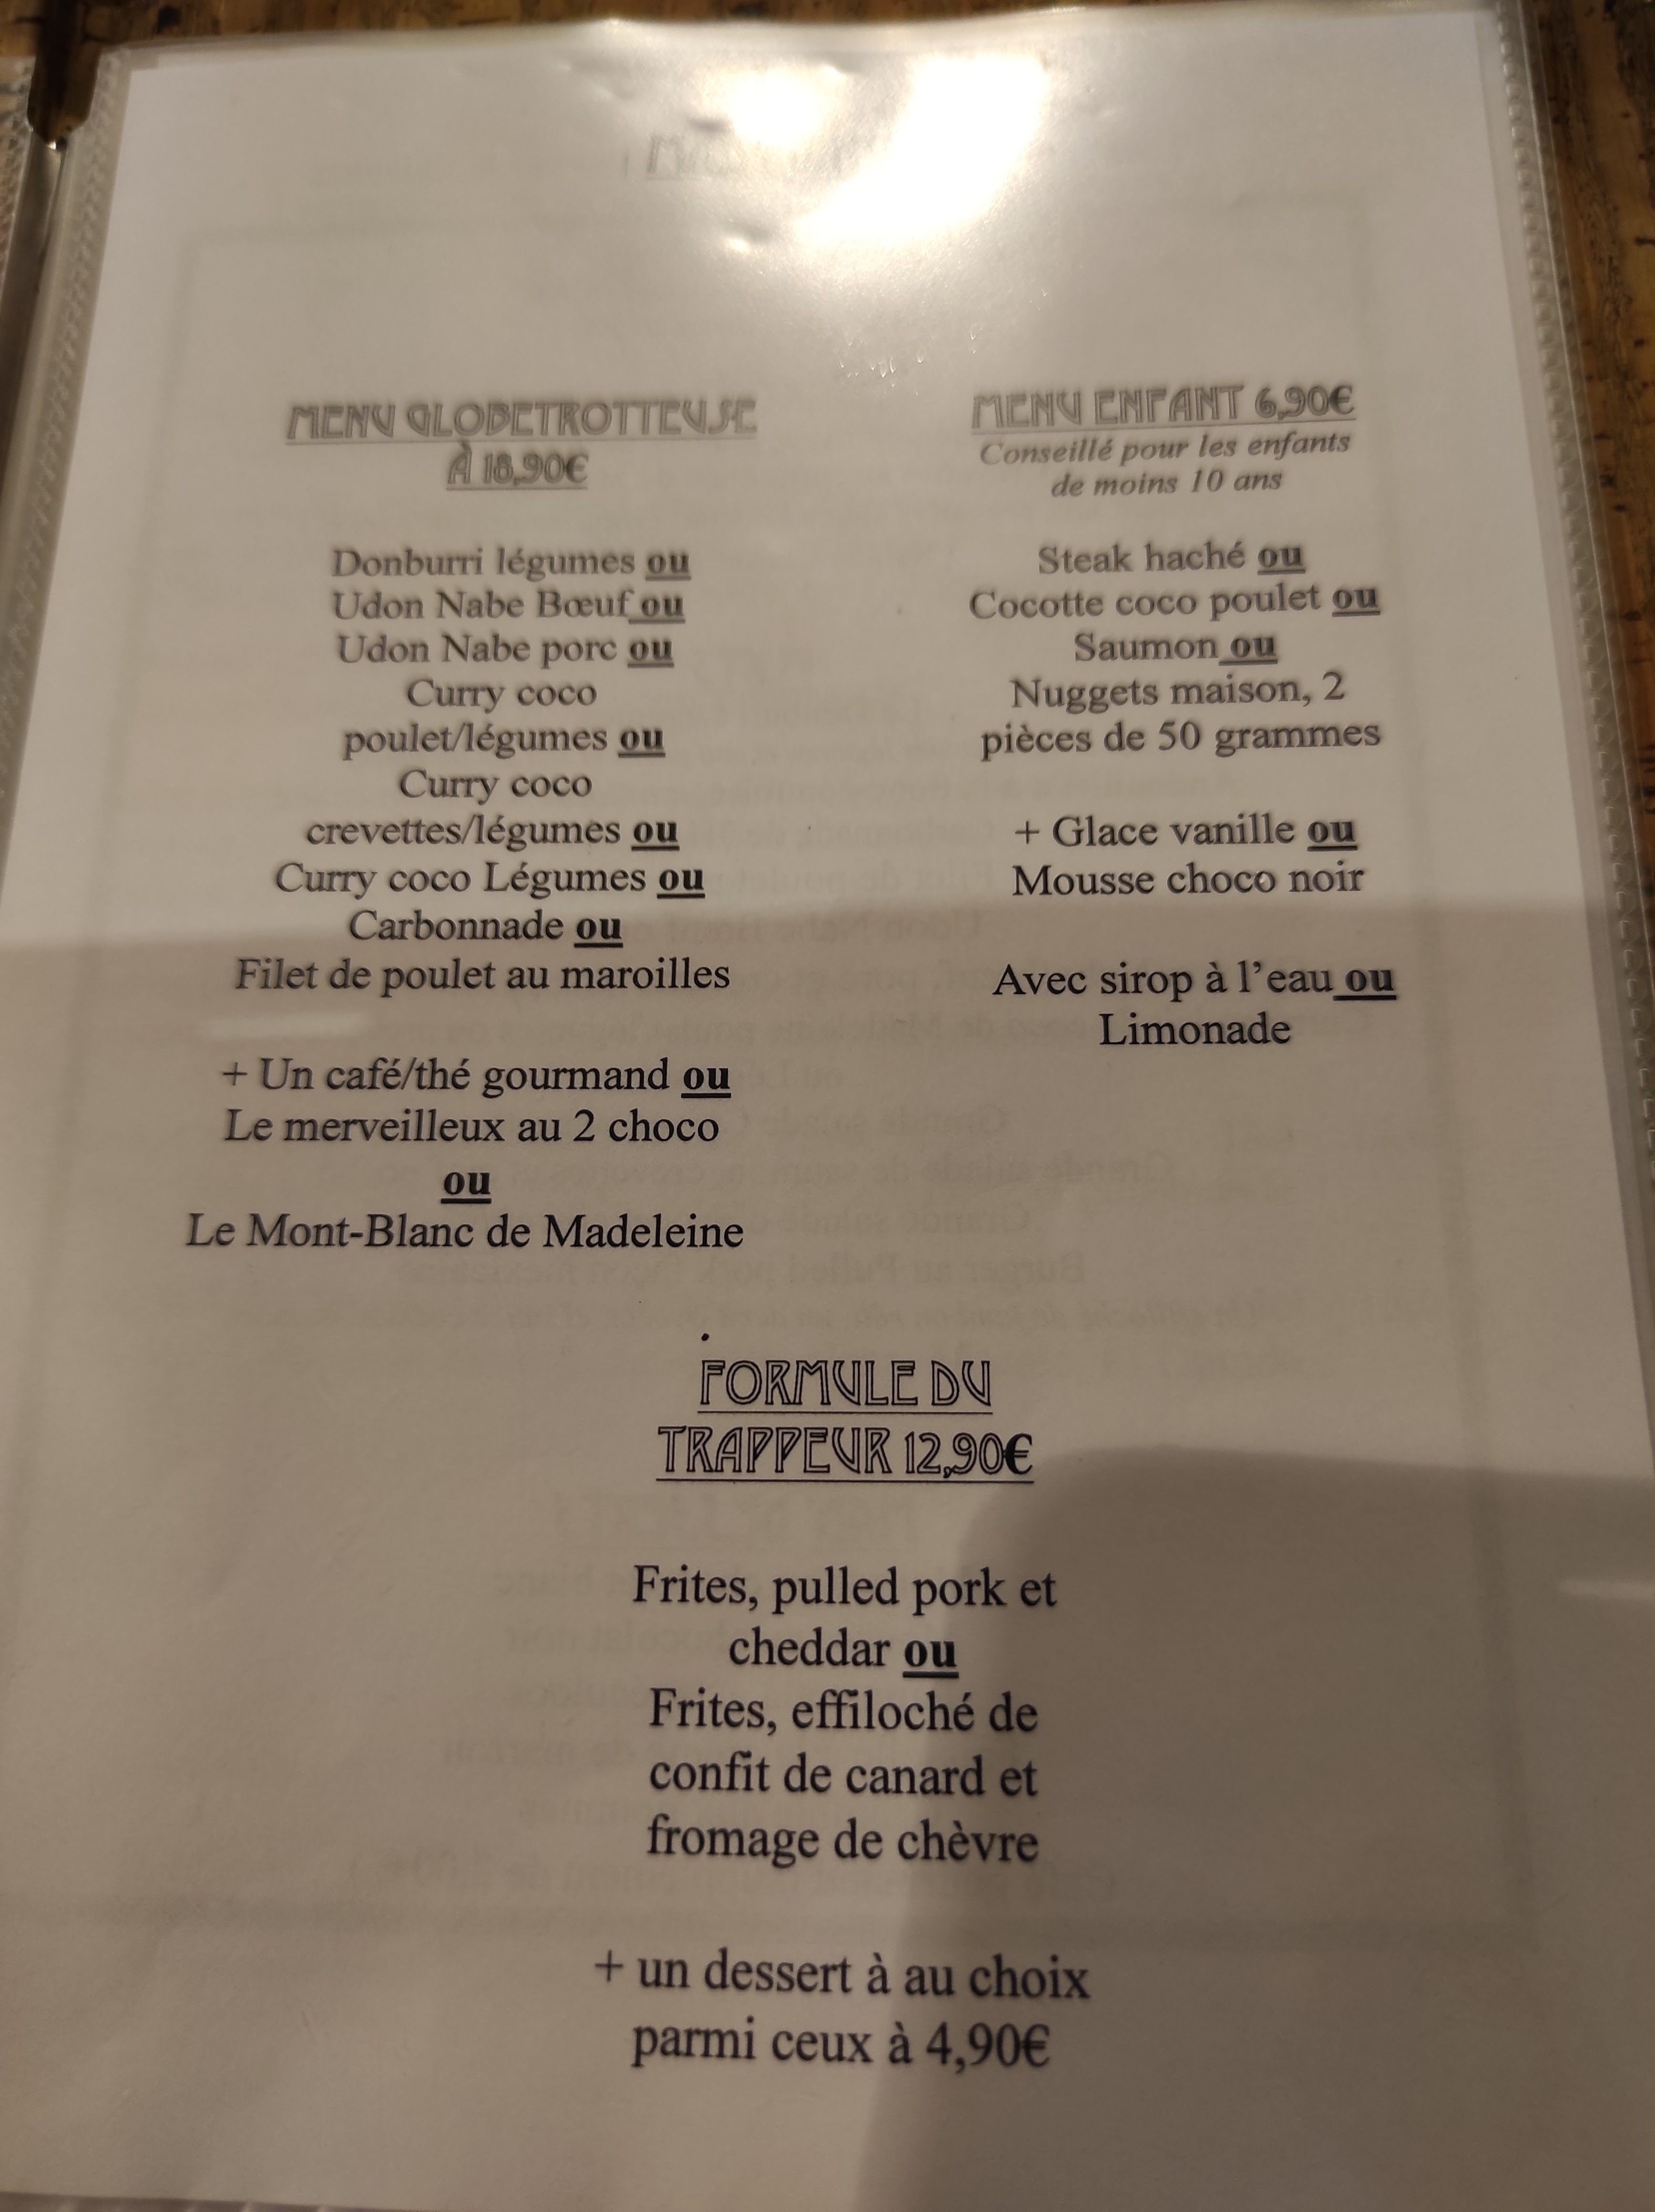 MENU GLOBETROTTEUSE
À 18,90€
Donburri légumes ou
Udon Nabe Bœuf ou
Udon Nabe porc ou
Curry coco
poulet/légumes ou
Curry coco
crevettes/légumes ou
Curry coco Légumes ou
Carbonnade ou
Filet de poulet au maroilles
+ Un café/thé gourmand ou
Le merveilleux au 2 choco
ou
Le Mont-Blanc de Madeleine
MENU ENFANT 6,90€
Conseillé pour les enfants
de moins 10 ans
Steak haché ou
Cocotte coco poulet ou
Saumon ou
Nuggets maison, 2
pièces de 50 grammes
+ Glace vanille ou
Mousse choco noir
Avec sirop à l’eau ou
Limonade
FORMULE DU
TRAPPEUR 12,90€
Frites, pulled pork et
cheddar ou
Frites, effiloché de
confit de canard et
fromage de chèvre
+ un dessert à au choix
parmi ceux à 4,90€